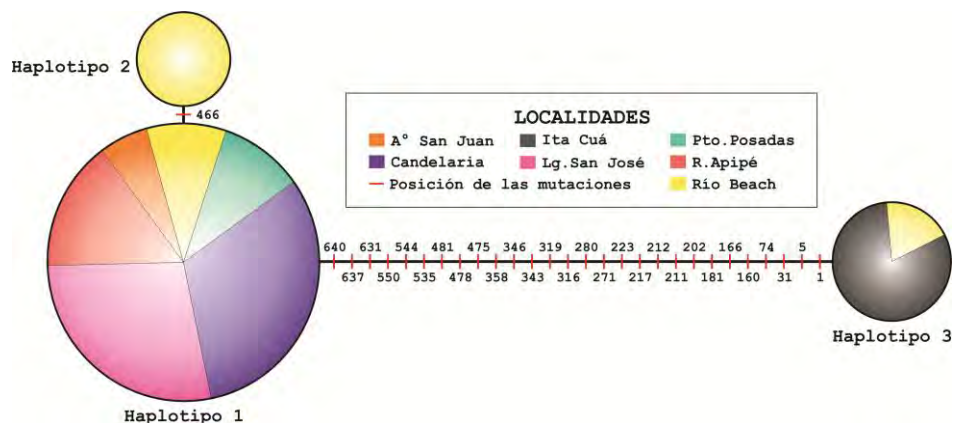 Haplotipo 2
466
LOCALIDADES
A° San Juan Ita Cuá Pto.Posadas
Candelaria Lg.San José R.Apipé
Posición de las mutaciones Río Beach
640 631 544 481 475 346 319 280 223 212 202 166 74 5
637 550 535 478 358 343 316 271 217 211 181 160 31 1
Haplotipo 3
Haplotipo 1